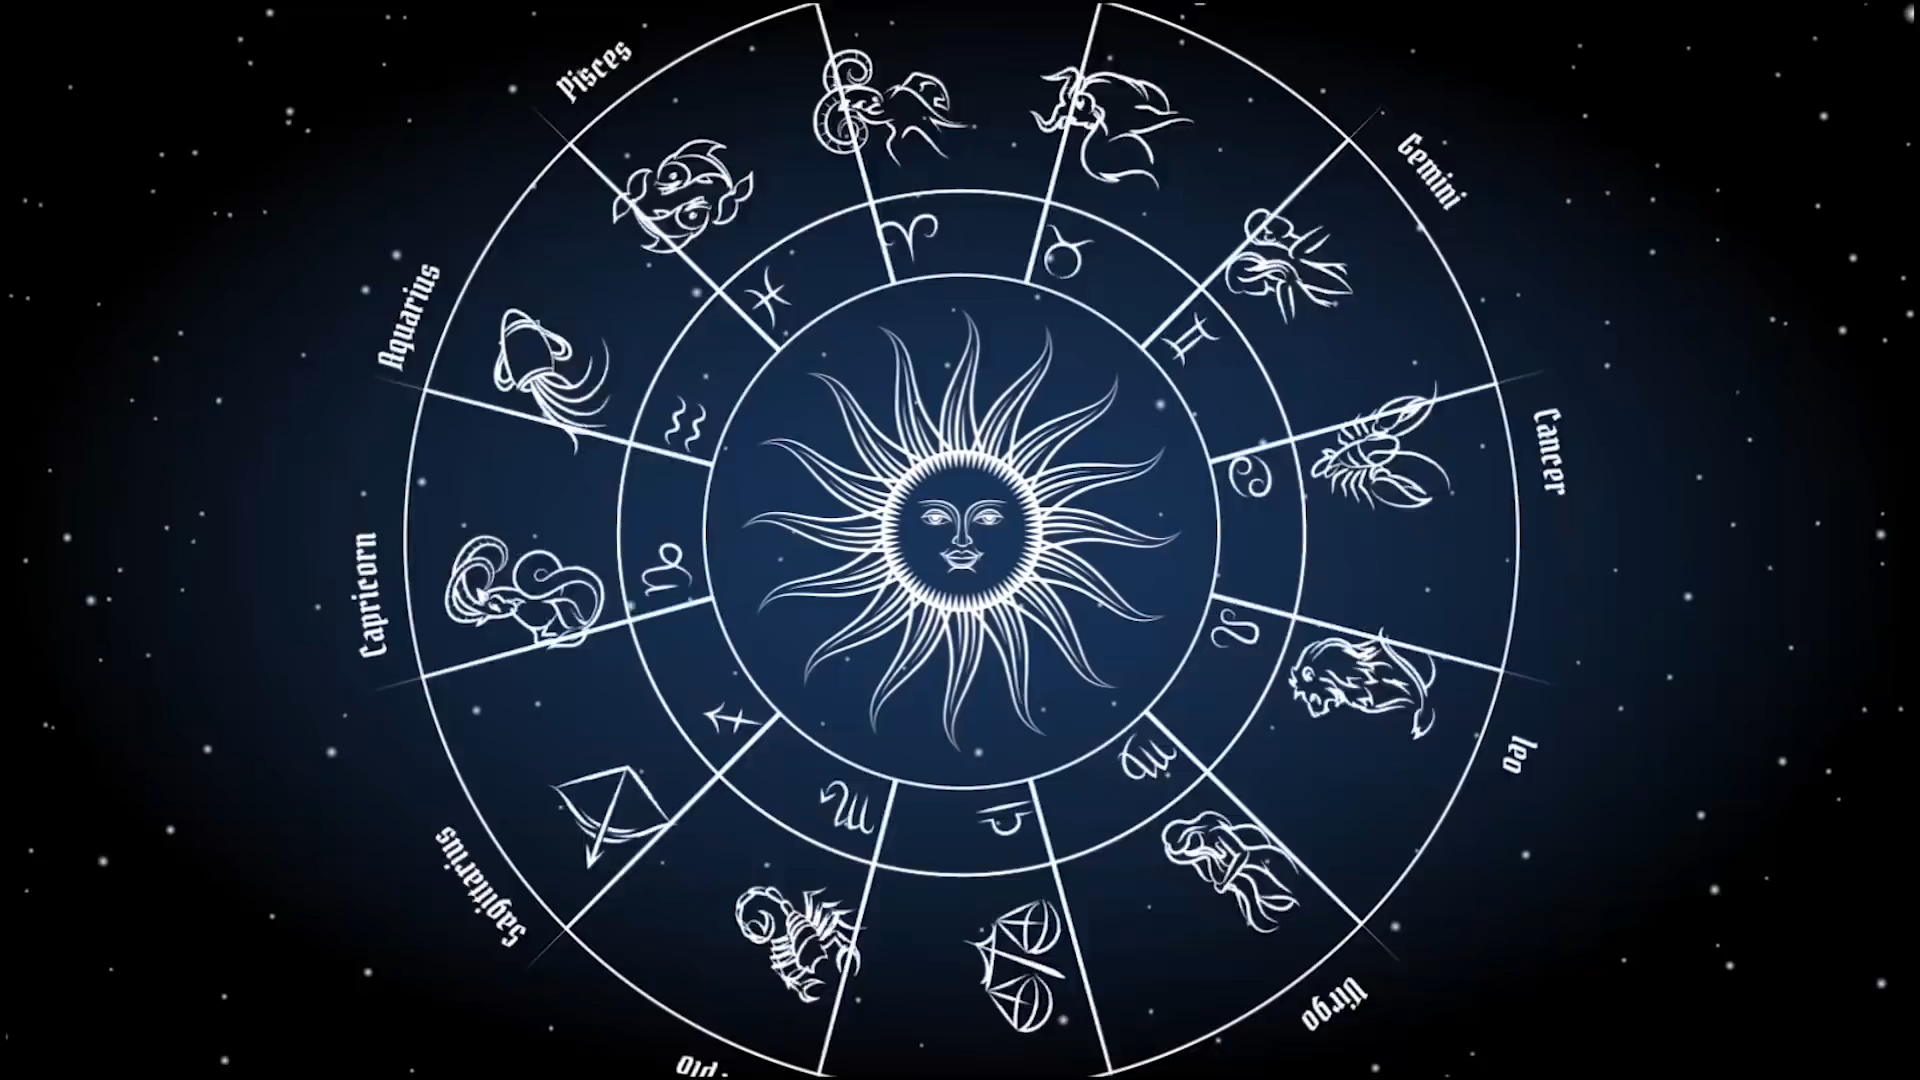 Pisces
Gemini
Aquarius
Cancer
Capricorn
leo
Sagittarius
Virgo